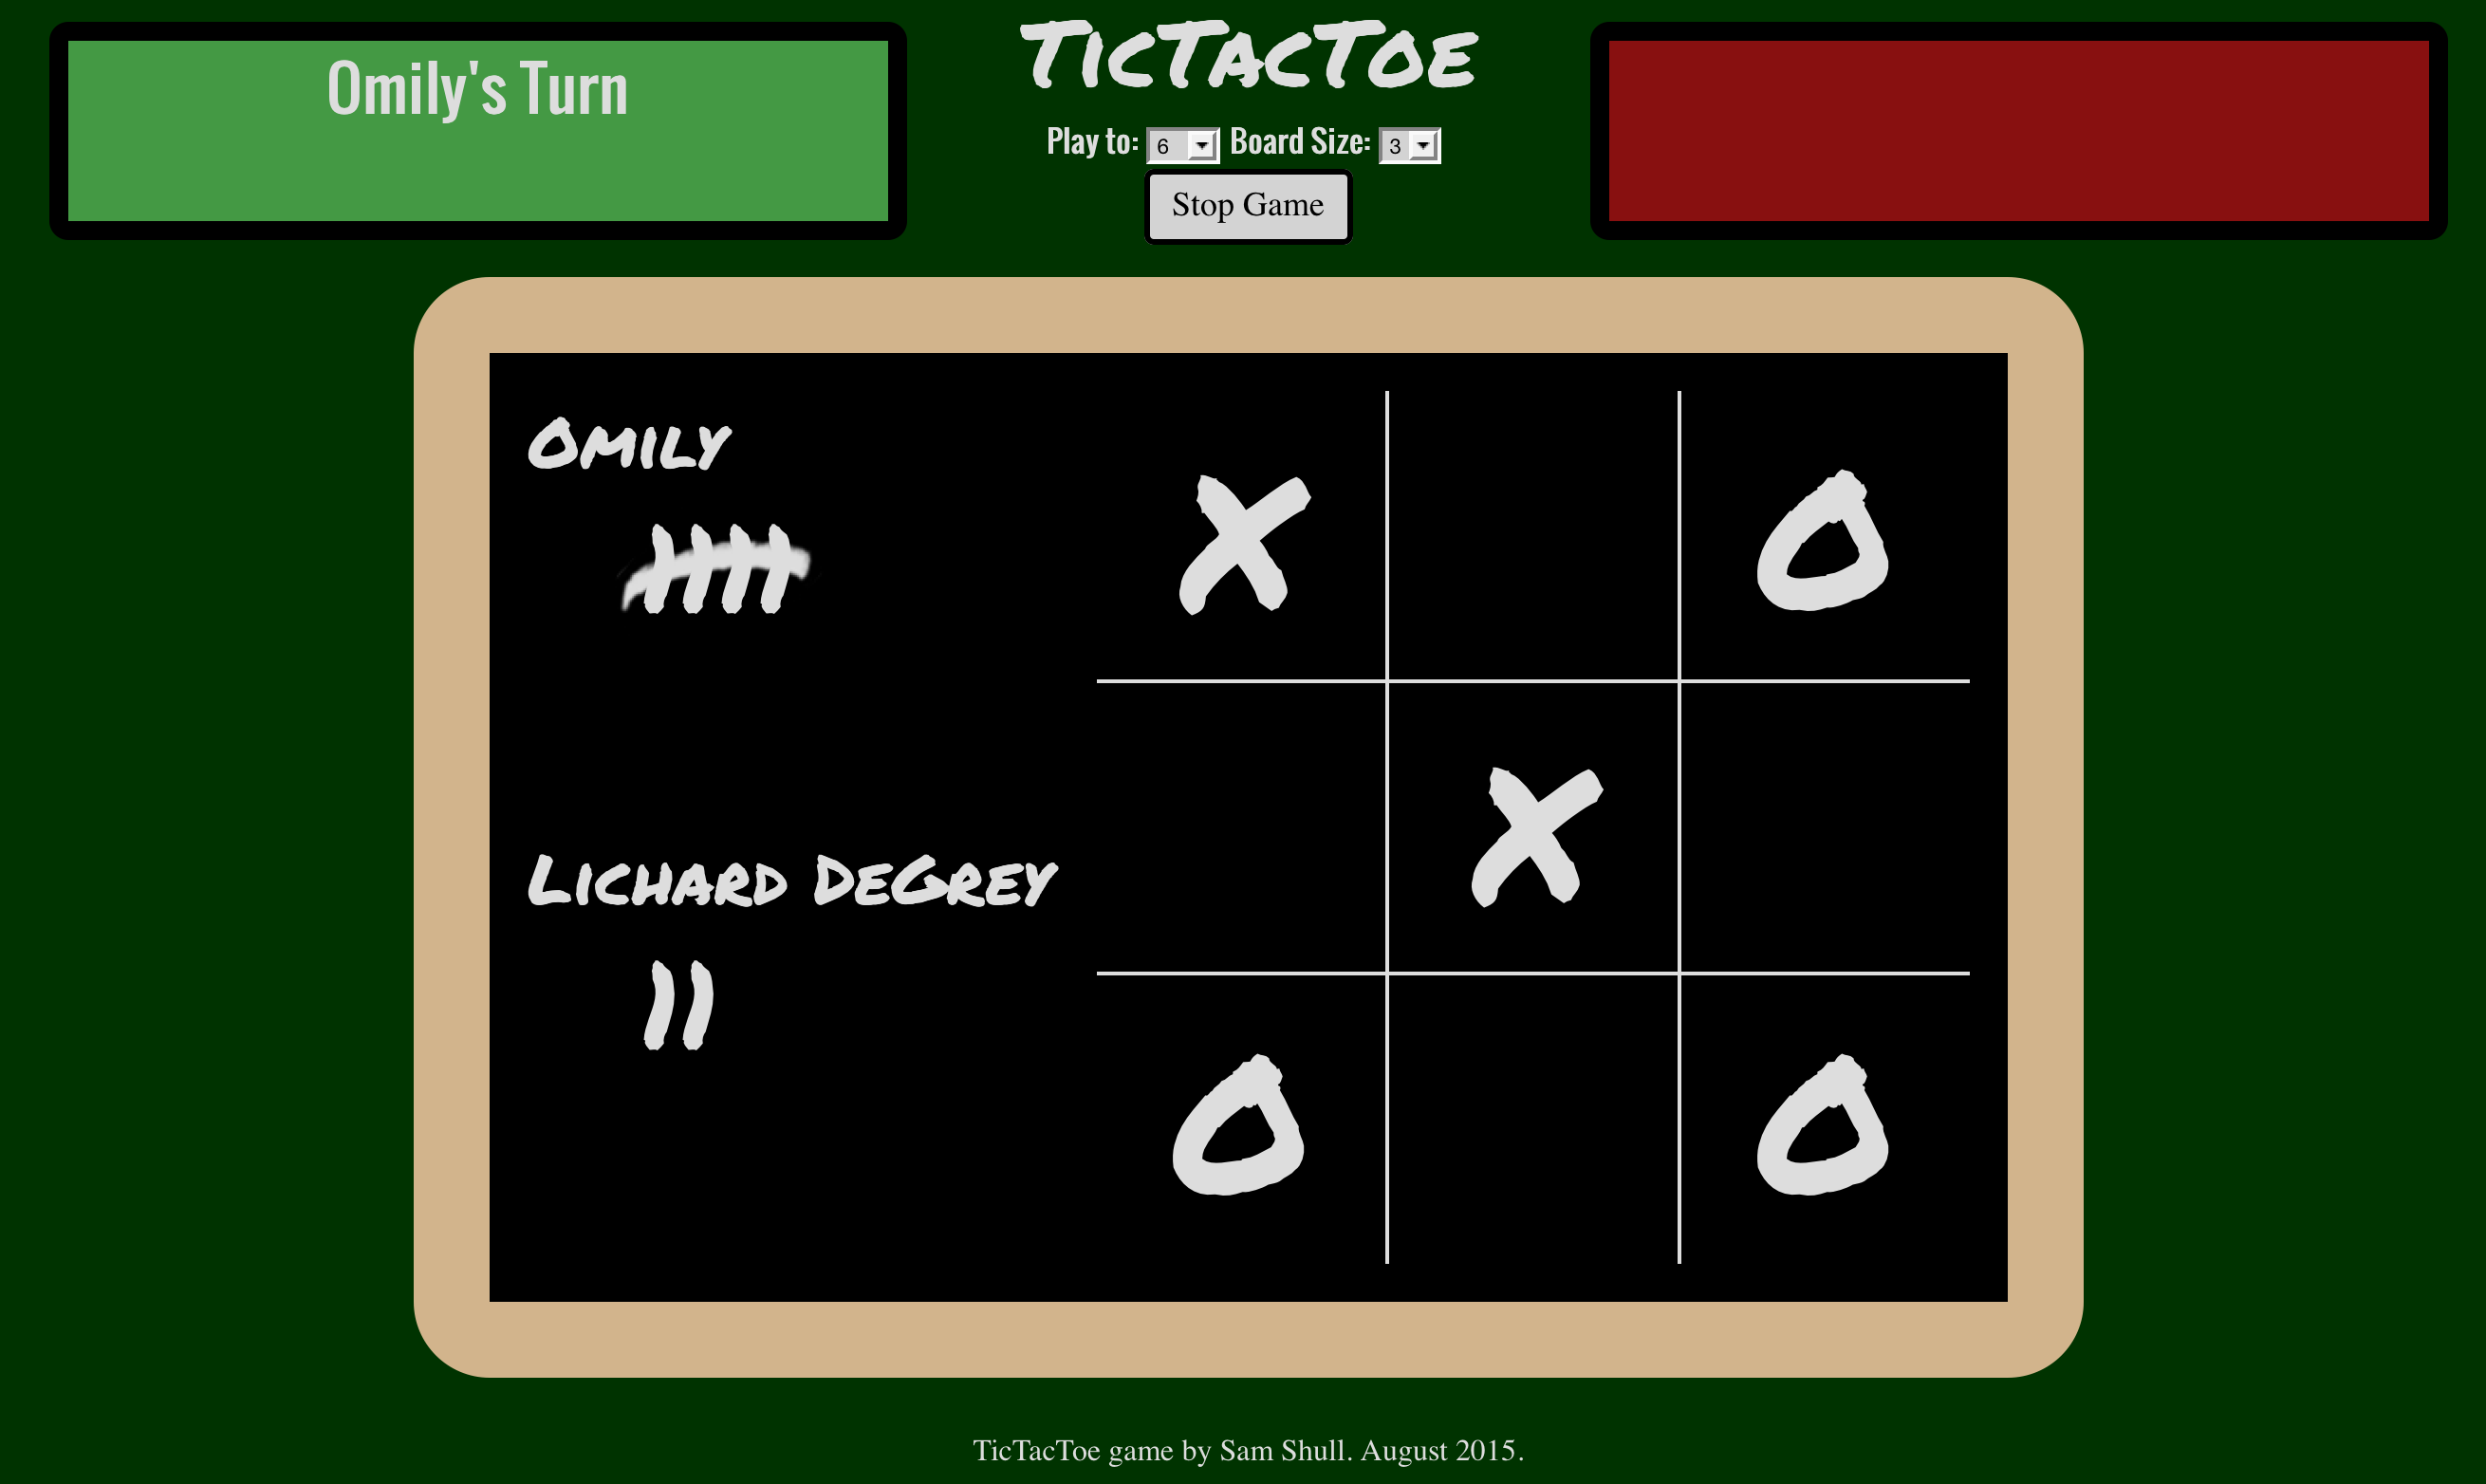 Omily's Turn
TicTacToe
Play to: 6 Board Size: 3
Stop Game
Omily
X O
X
Lichard DeGrey
O O
TicTacToe game by Sam Shull. August 2015.